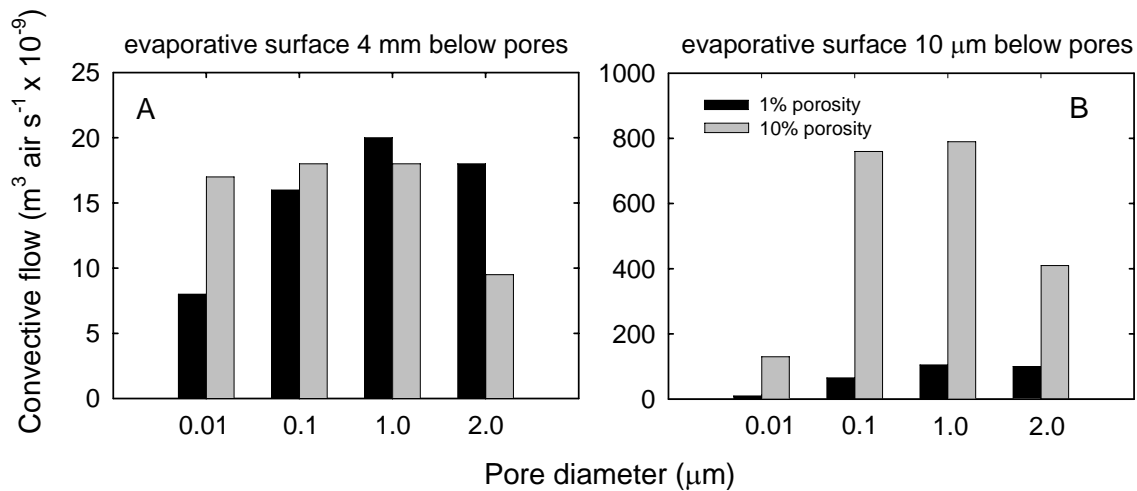 evaporative surface 4 mm below pores
evaporative surface 10 μm below pores
Convective flow (m³ air s⁻¹ x 10⁻⁹)
25
20
15
10
5
0
A
0.01 0.1 1.0 2.0
1000
800
600
400
200
0
1% porosity
10% porosity
B
0.01 0.1 1.0 2.0
Pore diameter (μm)